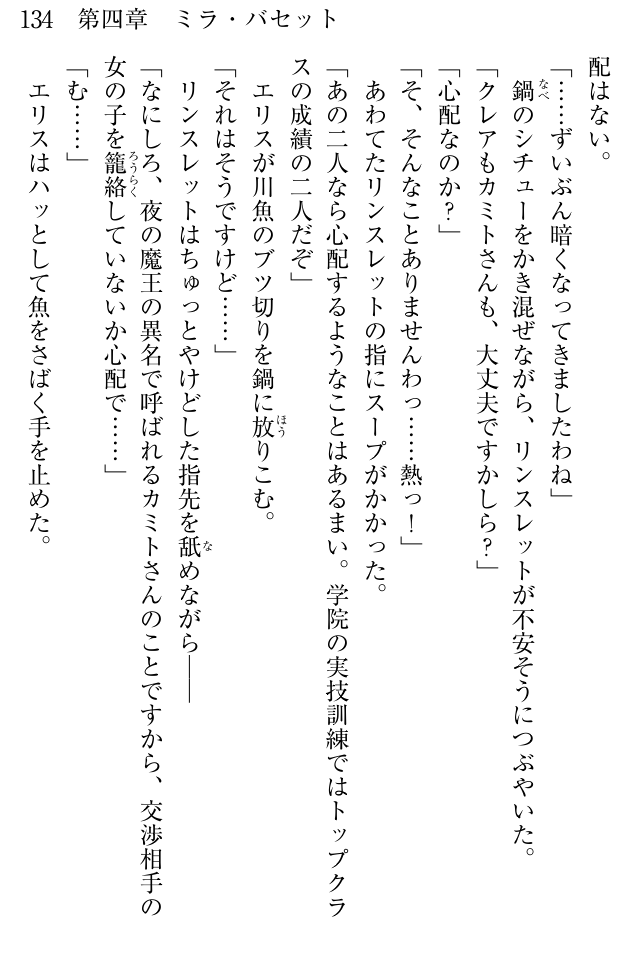 134 第四章 ミラ・バセット
配はない。
「……ずいぶん暗くなってきましたわね」
鍋のシチューをかき混ぜながら、リンスレットが不安そうにつぶやいた。
「クレアもカミトさんも、大丈夫ですかしら?」
「心配なのか?」
「そ、そんなことありませんわっ……熱っ!」
あわてたリンスレットの指にスープがかかった。
「あの二人なら心配するようなことはあるまい。学院の実技訓練ではトップクラ
スの成績の二人だぞ」
エリスが川魚のブツ切りを鍋に放りこむ。
「それはそうですけど……」
リンスレットはちゅっとやけどした指先を舐めながら――
「なにしろ、夜の魔王の異名で呼ばれるカミトさんのことですから、交渉相手の
女の子を籠絡していないか心配で……」
「む……」
エリスはハッとして魚をさばく手を止めた。